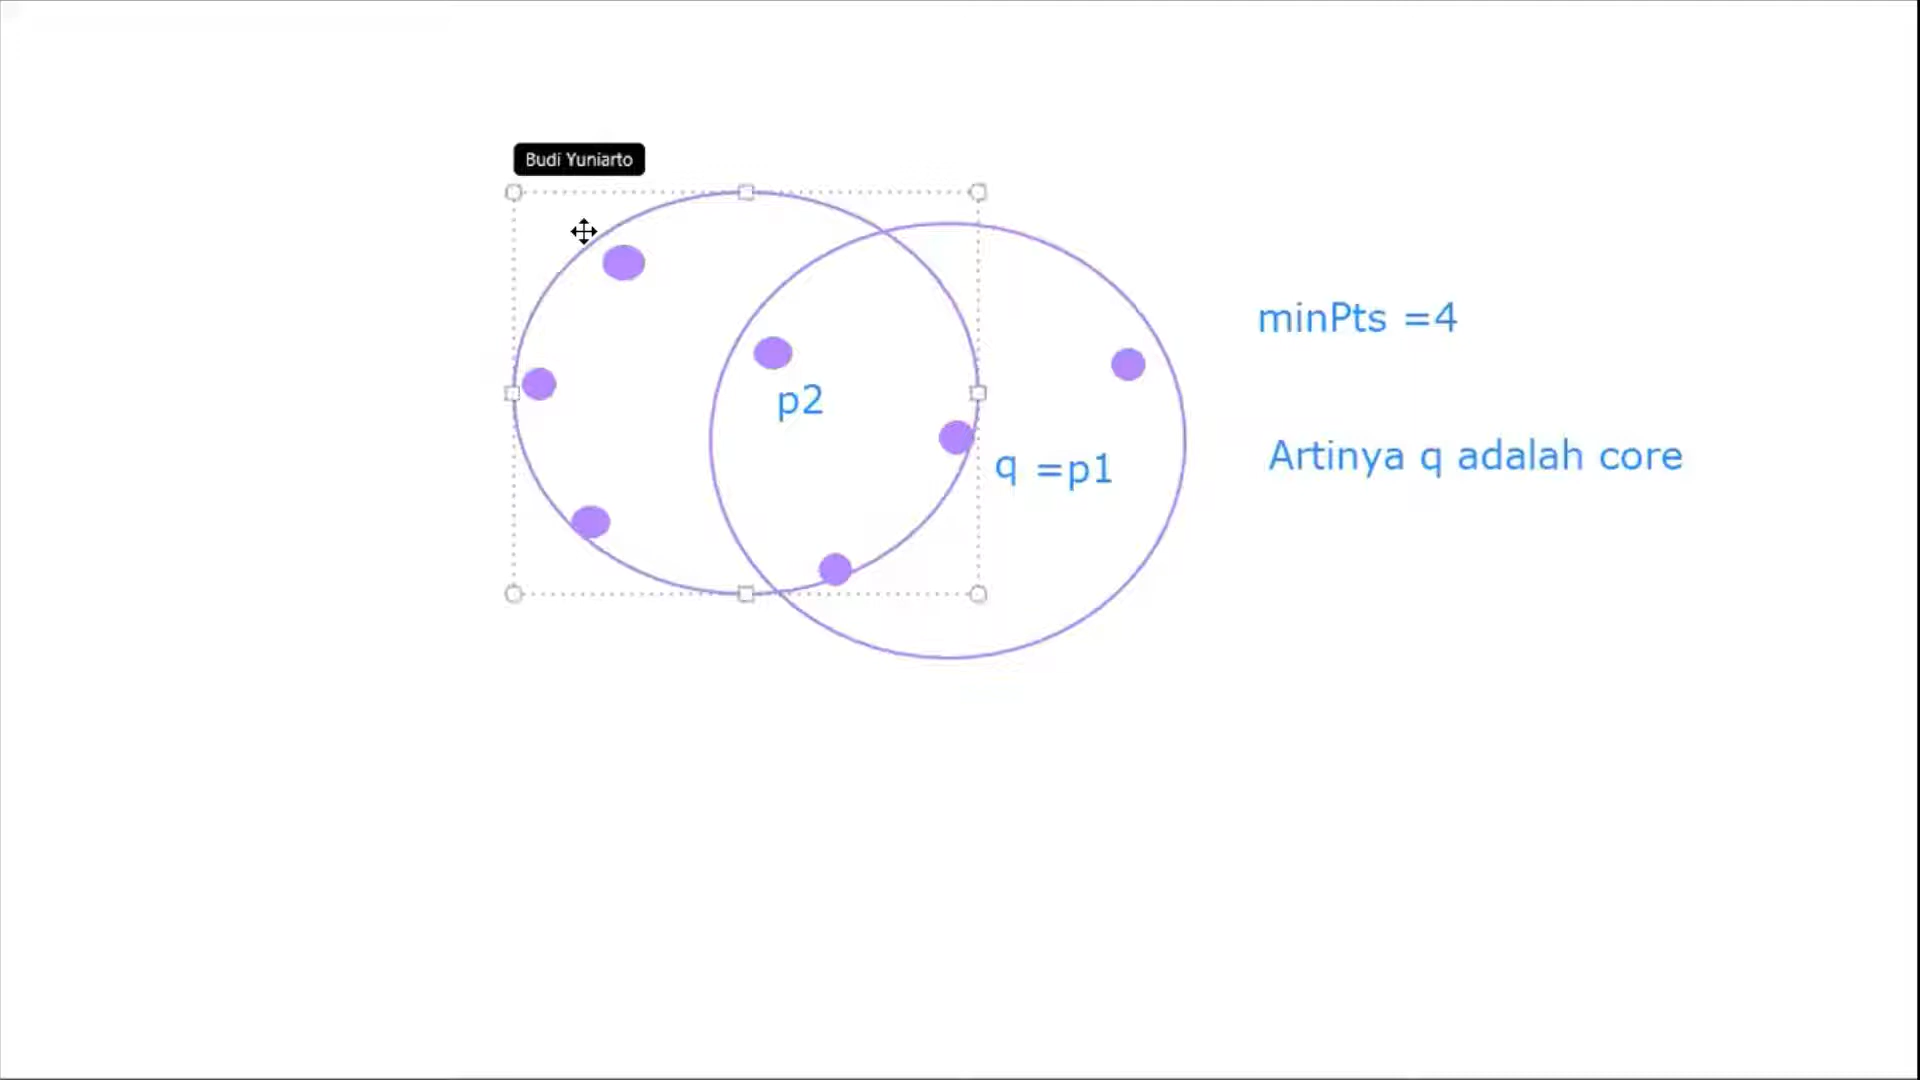 Budi Yuniarto
minPts =4
p2
q =p1
Artinya q adalah core